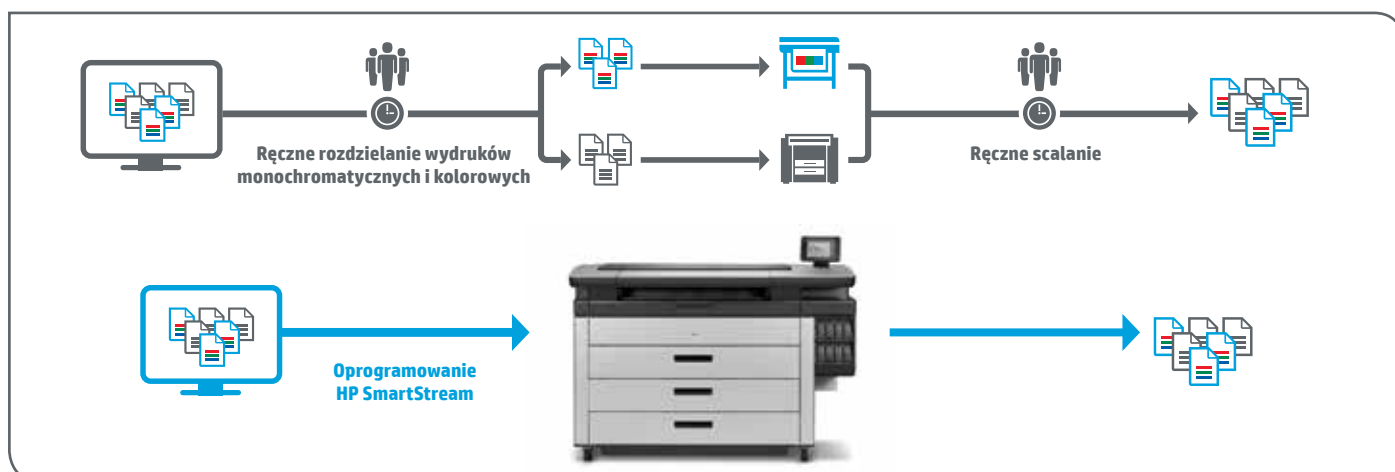 Ręczne rozdzielanie wydruków
monochromatycznych i kolorowych
Ręczne scalanie
Oprogramowanie
HP SmartStream